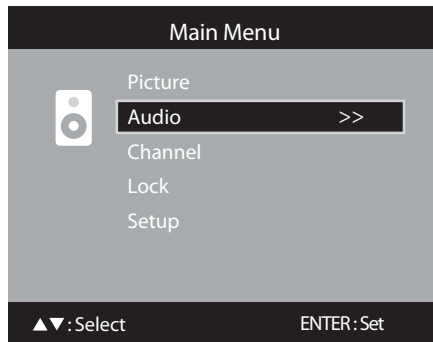 Main Menu
Picture
Audio >>
Channel
Lock
Setup
▲▼: Select ENTER: Set